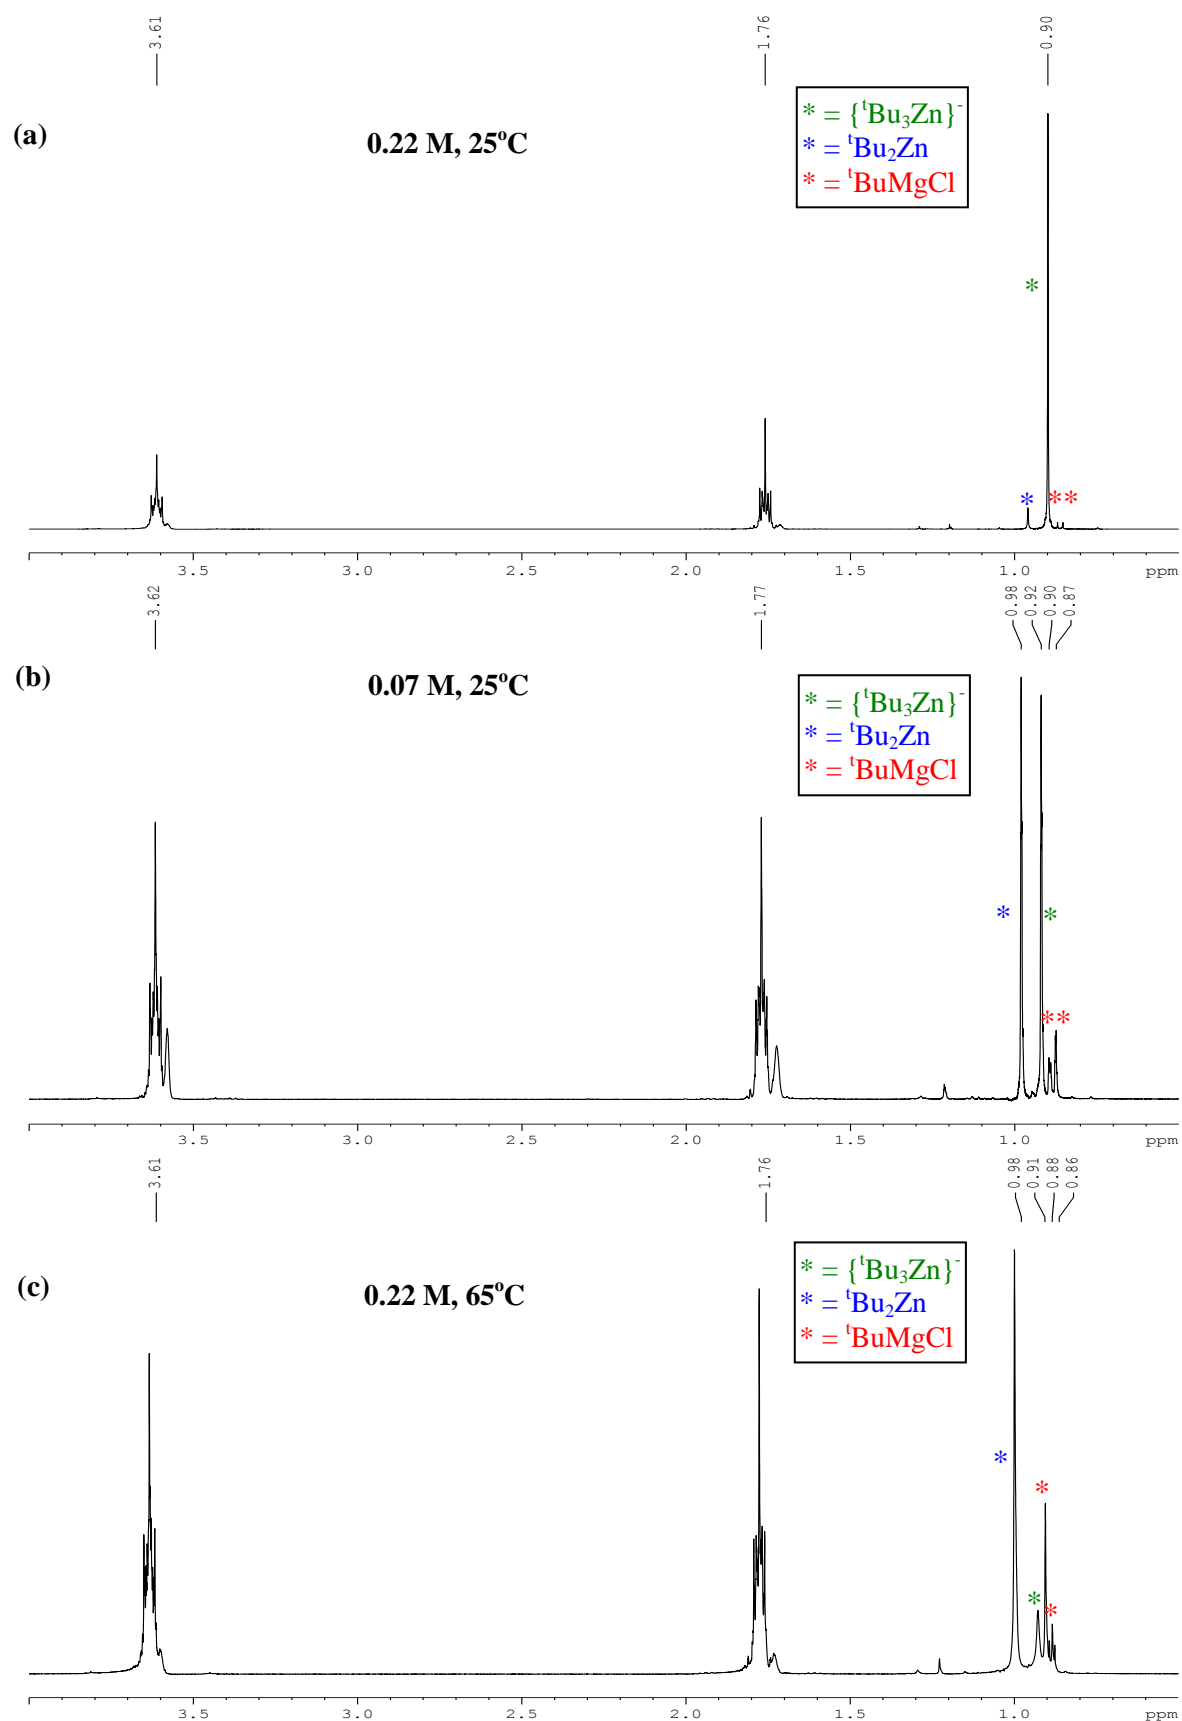 3.61
1.76
0.90
(a)
0.22 M, 25°C
* = {ᵗBu₃Zn}⁻
* = ᵗBu₂Zn
* = ᵗBuMgCl
*
*
**
3.5 3.0 2.5 2.0 1.5 1.0 ppm
3.62
1.77
0.98
0.92
0.90
0.87
(b)
0.07 M, 25°C
* = {ᵗBu₃Zn}⁻
* = ᵗBu₂Zn
* = ᵗBuMgCl
* *
**
3.5 3.0 2.5 2.0 1.5 1.0 ppm
3.61
1.76
0.98
0.91
0.88
0.86
(c)
0.22 M, 65°C
* = {ᵗBu₃Zn}⁻
* = ᵗBu₂Zn
* = ᵗBuMgCl
*
*
*
*
3.5 3.0 2.5 2.0 1.5 1.0 ppm